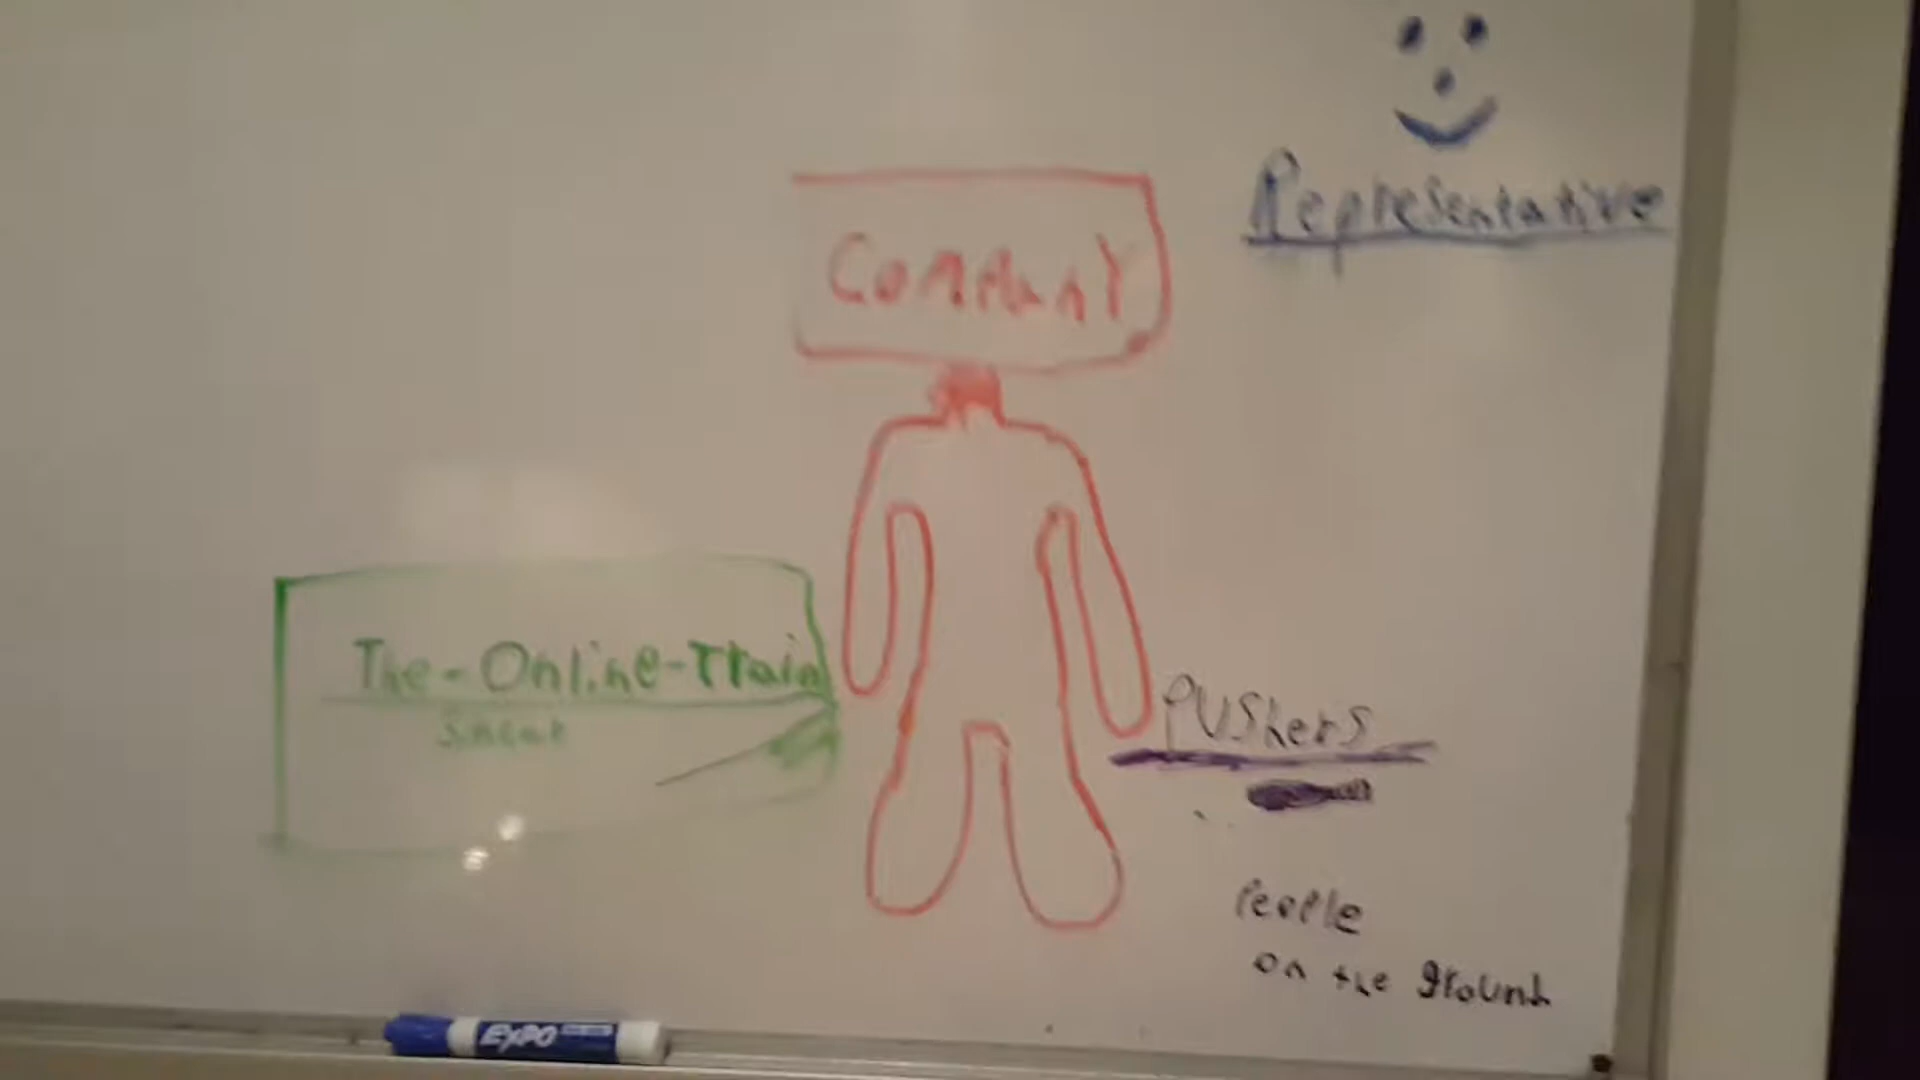 Representative
COMPANY
The-Online-Train
PUSHERS
PeoPle
on the ground
EXPO